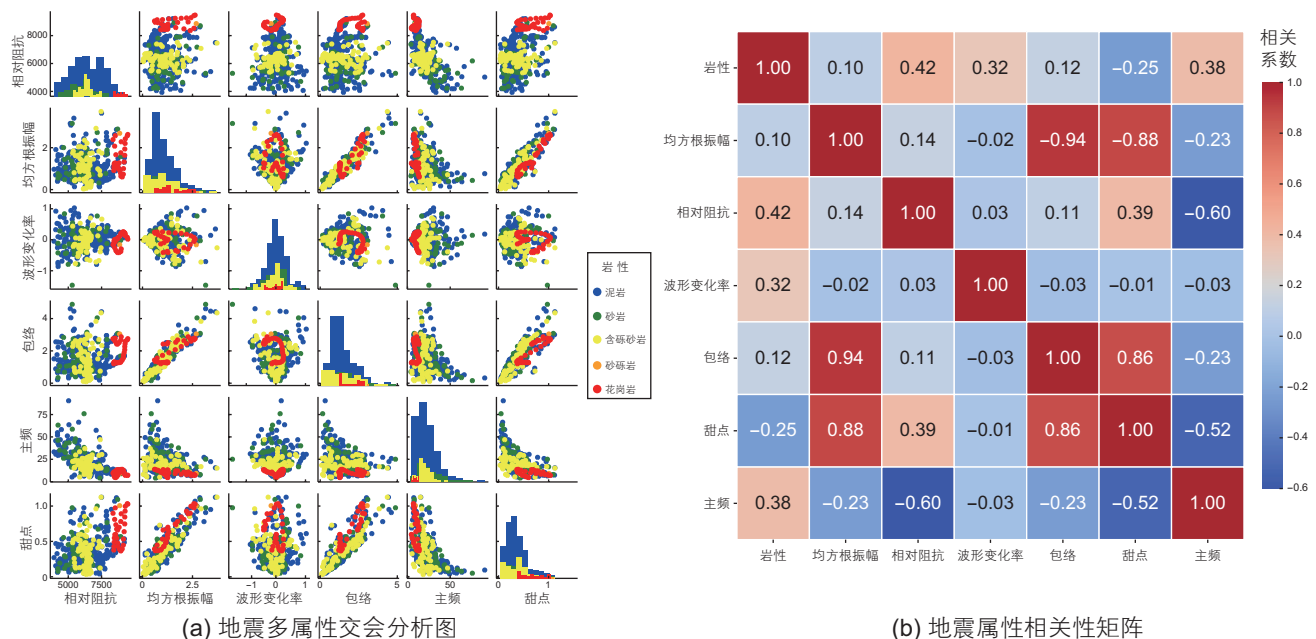 相对阻抗
8000
6000
4000
均方根振幅
2
0
波形变化率
1
0
−1
包络
4
2
0
主频
75
50
25
0
甜点
1.0
0.5
0
5000 7500 0 2.5 −1 0 1 0 5 50 0 1
相对阻抗 均方根振幅 波形变化率 包络 主频 甜点
岩 性
泥岩
砂岩
含砾砂岩
砂砾岩
花岗岩
(a) 地震多属性交会分析图
相关
系数
岩性 1.00 0.10 0.42 0.32 0.12 −0.25 0.38
均方根振幅 0.10 1.00 0.14 −0.02 −0.94 −0.88 −0.23
相对阻抗 0.42 0.14 1.00 0.03 0.11 0.39 −0.60
波形变化率 0.32 −0.02 0.03 1.00 −0.03 −0.01 −0.03
包络 0.12 0.94 0.11 −0.03 1.00 0.86 −0.23
甜点 −0.25 0.88 0.39 −0.01 0.86 1.00 −0.52
主频 0.38 −0.23 −0.60 −0.03 −0.23 −0.52 1.00
岩性 均方根振幅 相对阻抗 波形变化率 包络 甜点 主频
1.0
0.8
0.6
0.4
0.2
0
−0.2
−0.4
−0.6
(b) 地震属性相关性矩阵